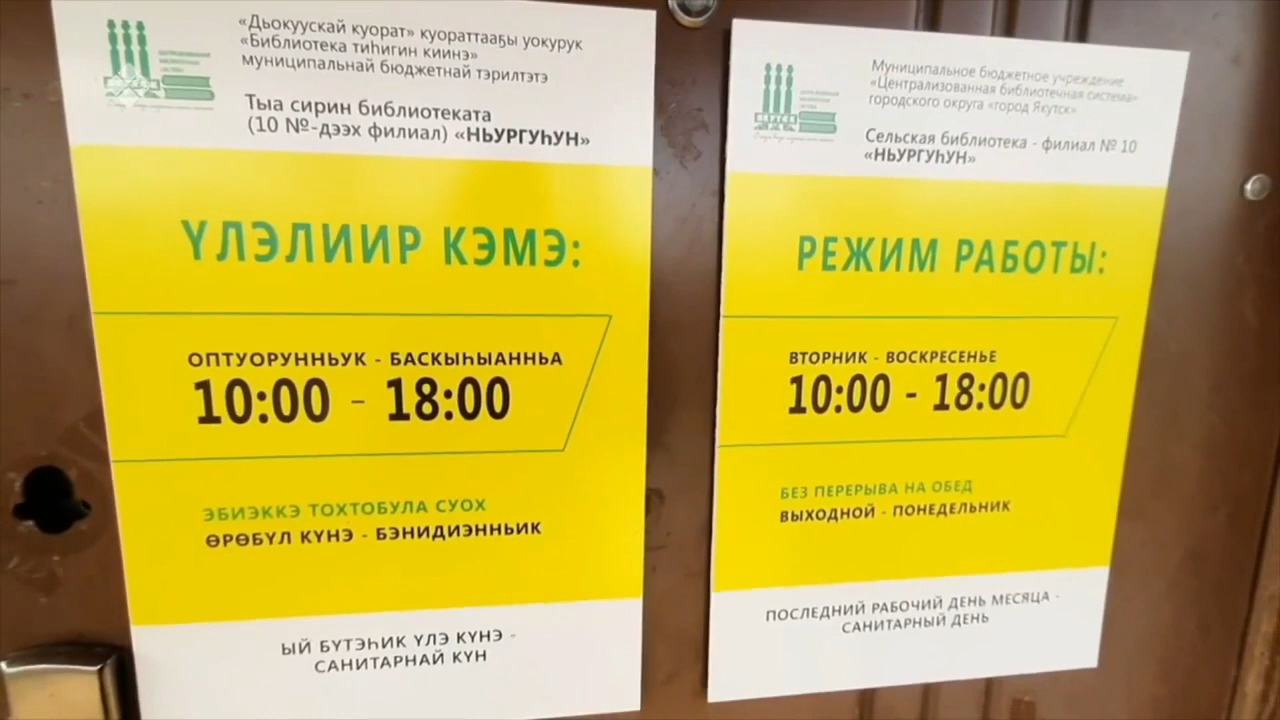 «Дьокуускай куорат» куораттааҕы уокурук
«Библиотека тиһигин киинэ»
муниципальнай бюджетнай тэрилтэтэ
Тыа сирин библиотеката
(10 №-дээх филиал) «НЬУРГУҺУН»
ҮЛЭЛИИР КЭМЭ:
ОПТУОРУННЬУК - БАСКЫҺЫАННЬА
10:00 - 18:00
ЭБИЭККЭ ТОХТОБУЛА СУОХ
ӨРӨБҮЛ КҮНЭ - БЭНИДИЭННЬИК
ЫЙ БҮТЭҺИК ҮЛЭ КҮНЭ -
САНИТАРНАЙ КҮН
Муниципальное бюджетное учреждение
«Централизованная библиотечная система»
городского округа «город Якутск»
Сельская библиотека - филиал № 10
«НЬУРГУҺУН»
РЕЖИМ РАБОТЫ:
ВТОРНИК - ВОСКРЕСЕНЬЕ
10:00 - 18:00
БЕЗ ПЕРЕРЫВА НА ОБЕД
ВЫХОДНОЙ - ПОНЕДЕЛЬНИК
ПОСЛЕДНИЙ РАБОЧИЙ ДЕНЬ МЕСЯЦА -
САНИТАРНЫЙ ДЕНЬ